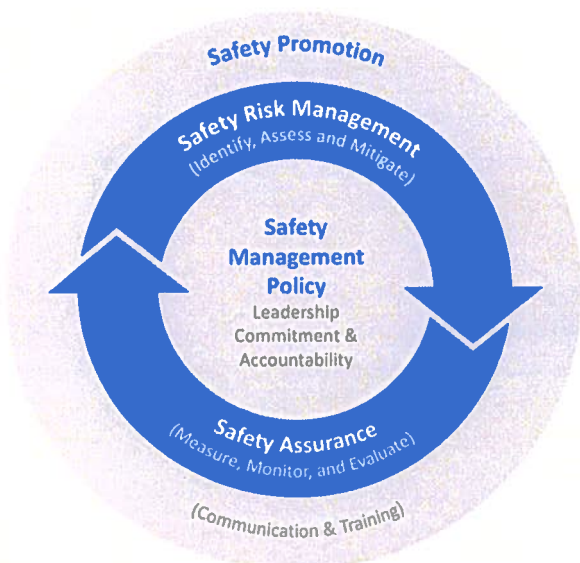 Safety Promotion
Safety Risk Management
(Identify, Assess and Mitigate)
Safety
Management
Policy
Leadership
Commitment &
Accountability
Safety Assurance
(Measure, Monitor, and Evaluate)
(Communication & Training)